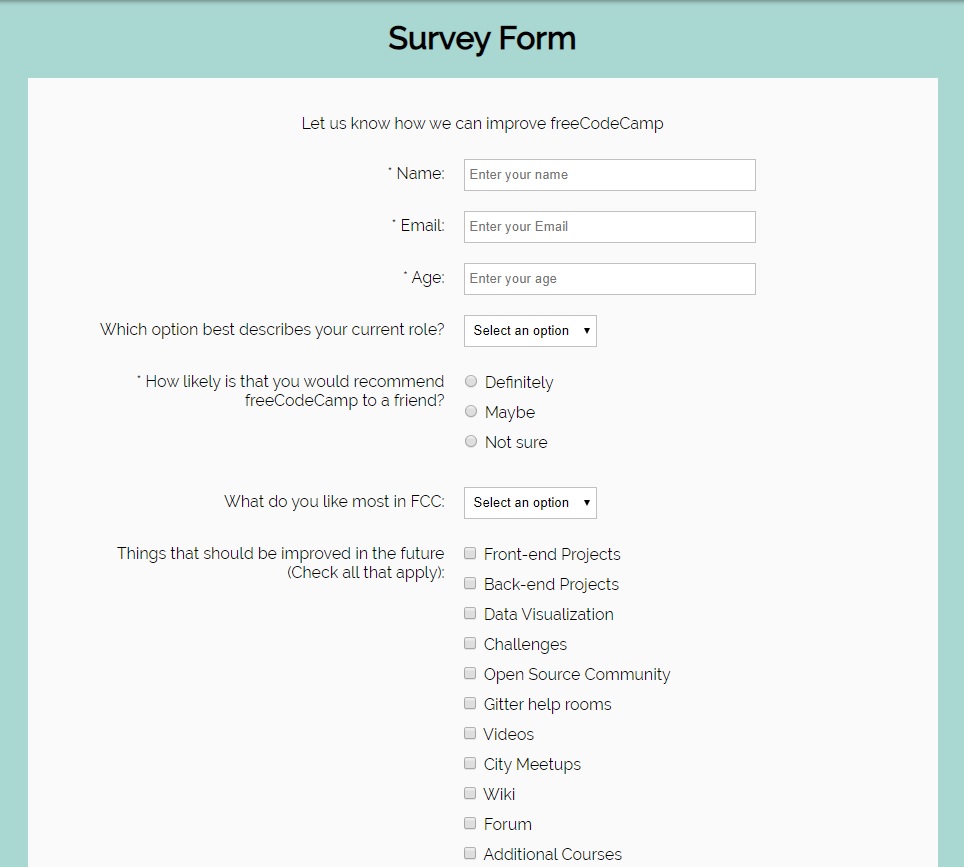 Survey Form
Let us know how we can improve freeCodeCamp
* Name:
Enter your name
* Email:
Enter your Email
* Age:
Enter your age
Which option best describes your current role?
Select an option
* How likely is that you would recommend
freeCodeCamp to a friend?
Definitely
Maybe
Not sure
What do you like most in FCC:
Select an option
Things that should be improved in the future
(Check all that apply):
Front-end Projects
Back-end Projects
Data Visualization
Challenges
Open Source Community
Gitter help rooms
Videos
City Meetups
Wiki
Forum
Additional Courses